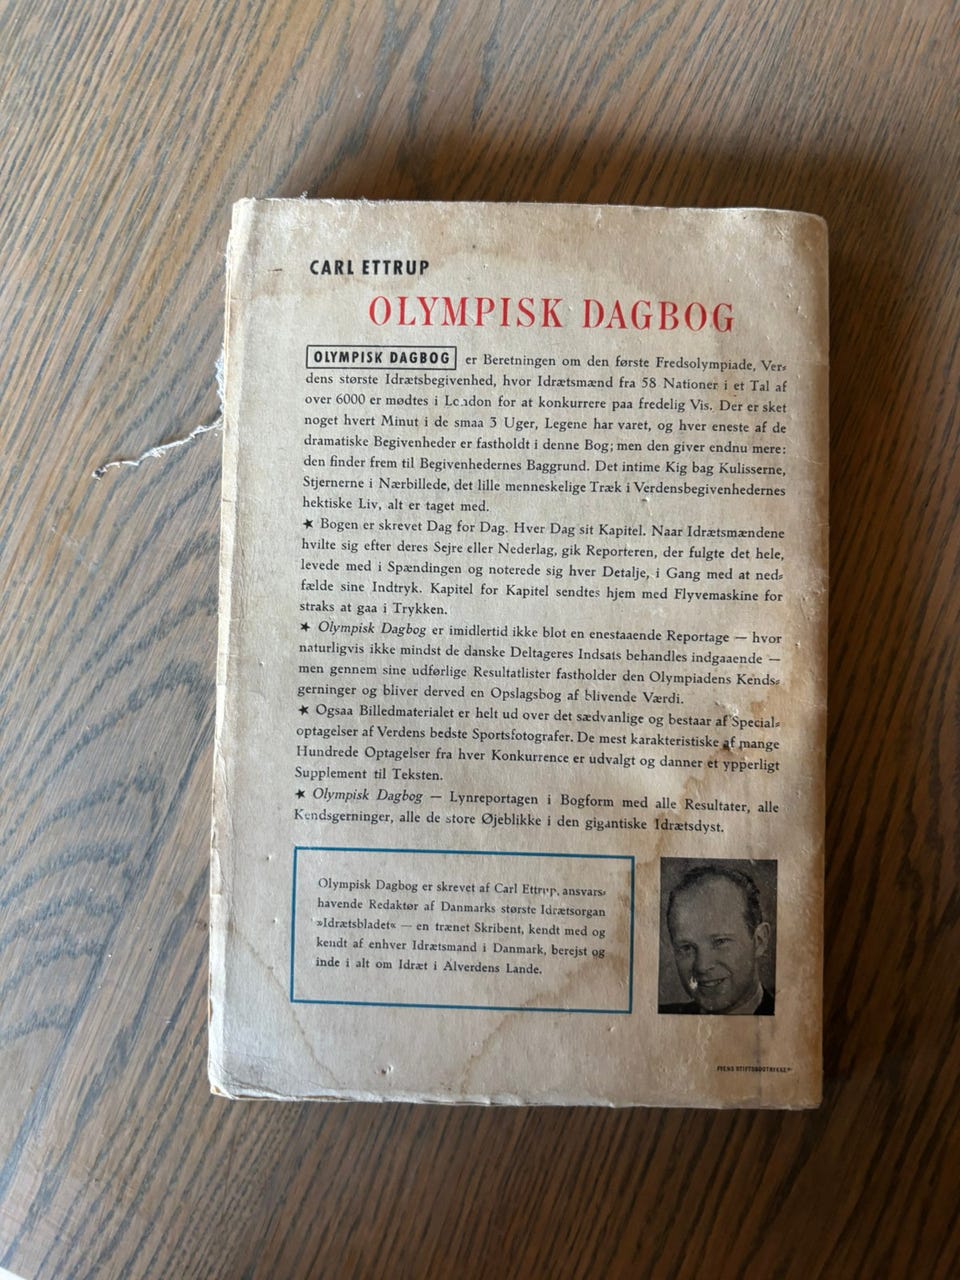 CARL ETTRUP
OLYMPISK DAGBOG
OLYMPISK DAGBOG er Beretningen om den første Fredsolympiade, Ver-
dens største Idrætsbegivenhed, hvor Idrætsmænd fra 58 Nationer i et Tal af
over 6000 er mødtes i London for at konkurrere paa fredelig Vis. Der er sket
noget hvert Minut i de smaa 3 Uger, Legene har varet, og hver eneste af de
dramatiske Begivenheder er fastholdt i denne Bog; men den giver endnu mere:
den finder frem til Begivenhedernes Baggrund. Det intime Kig bag Kulisserne,
Stjernerne i Nærbillede, det lille menneskelige Træk i Verdensbegivenhedernes
hektiske Liv, alt er taget med.
★ Bogen er skrevet Dag for Dag. Hver Dag sit Kapitel. Naar Idrætsmændene
hvilte sig efter deres Sejre eller Nederlag, gik Reporteren, der fulgte det hele,
levede med i Spændingen og noterede sig hver Detalje, i Gang med at ned-
fælde sine Indtryk. Kapitel for Kapitel sendtes hjem med Flyvemaskine for
straks at gaa i Trykken.
★ Olympisk Dagbog er imidlertid ikke blot en enestaaende Reportage — hvor
naturligvis ikke mindst de danske Deltageres Indsats behandles indgaaende —
men gennem sine udførlige Resultatlister fastholder den Olympiadens Kends-
gerninger og bliver derved en Opslagsbog af blivende Værdi.
★ Ogsaa Billedmaterialet er helt ud over det sædvanlige og bestaar af Special-
optagelser af Verdens bedste Sportsfotografer. De mest karakteristiske af mange
Hundrede Optagelser fra hver Konkurrence er udvalgt og danner et ypperligt
Supplement til Teksten.
★ Olympisk Dagbog — Lynreportagen i Bogform med alle Resultater, alle
Kendsgerninger, alle de store Øjeblikke i den gigantiske Idrætsdyst.
Olympisk Dagbog er skrevet af Carl Ettrup, ansvars-
havende Redaktør af Danmarks største Idrætsorgan
»Idrætsbladet« — en trænet Skribent, kendt med og
kendt af enhver Idrætsmand i Danmark, berejst og
inde i alt om Idræt i Alverdens Lande.